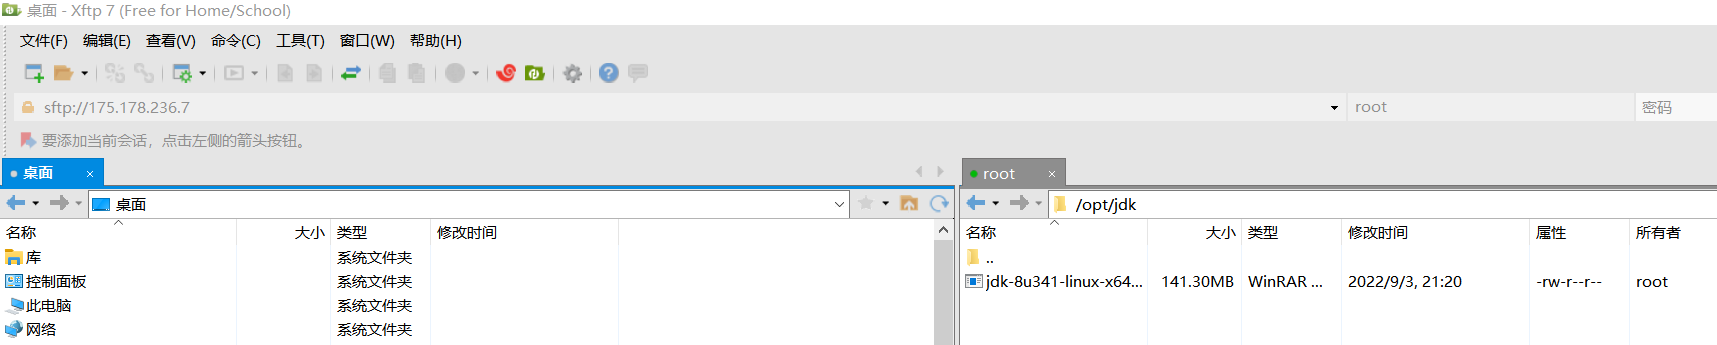 桌面 - Xftp 7 (Free for Home/School)
文件(F) 编辑(E) 查看(V) 命令(C) 工具(T) 窗口(W) 帮助(H)
sftp://175.178.236.7 root 密码
要添加当前会话，点击左侧的箭头按钮。
桌面 × root ×
桌面 /opt/jdk
名称 大小 类型 修改时间 名称 大小 类型 修改时间 属性 所有者
库 系统文件夹 ..
控制面板 系统文件夹 jdk-8u341-linux-x64... 141.30MB WinRAR ... 2022/9/3, 21:20 -rw-r--r-- root
此电脑 系统文件夹
网络 系统文件夹